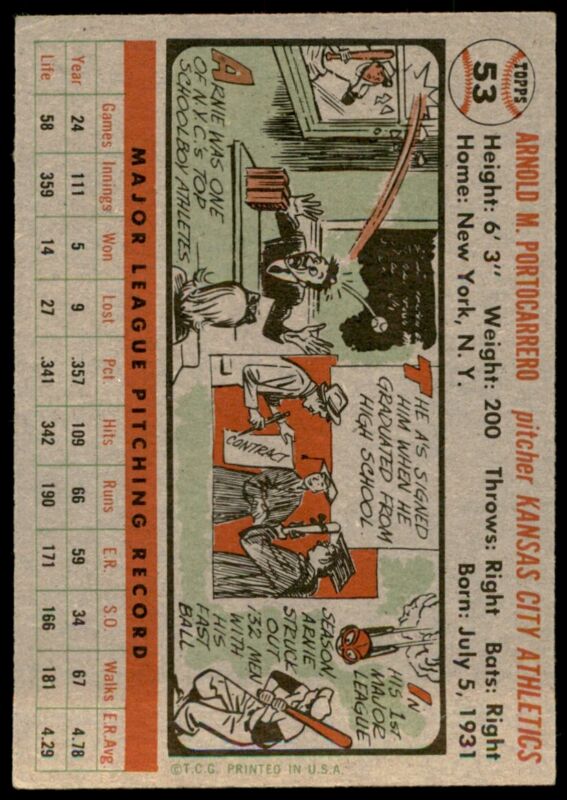 TOPPS
53
ARNOLD M. PORTOCARRERO pitcher KANSAS CITY ATHLETICS
Height: 6' 3" Weight: 200 Throws: Right Bats: Right
Home: New York, N. Y. Born: July 5, 1931
ARNIE WAS ONE
OF N.Y.C.'S TOP
SCHOOLBOY ATHLETES
THE A'S SIGNED
HIM WHEN HE
GRADUATED FROM
HIGH SCHOOL
CONTRACT
IN
HIS 1ST
MAJOR
LEAGUE
SEASON,
ARNIE
STRUCK
OUT
132 MEN
WITH
HIS
FAST
BALL
©T.C.G. PRINTED IN U.S.A.
MAJOR LEAGUE PITCHING RECORD
Games Innings Won Lost Pct Hits Runs E.R. S.O. Walks E.R.Avg.
Year 24 111 5 9 .357 109 66 59 34 67 4.78
Life 58 359 14 27 .341 342 190 171 166 181 4.29